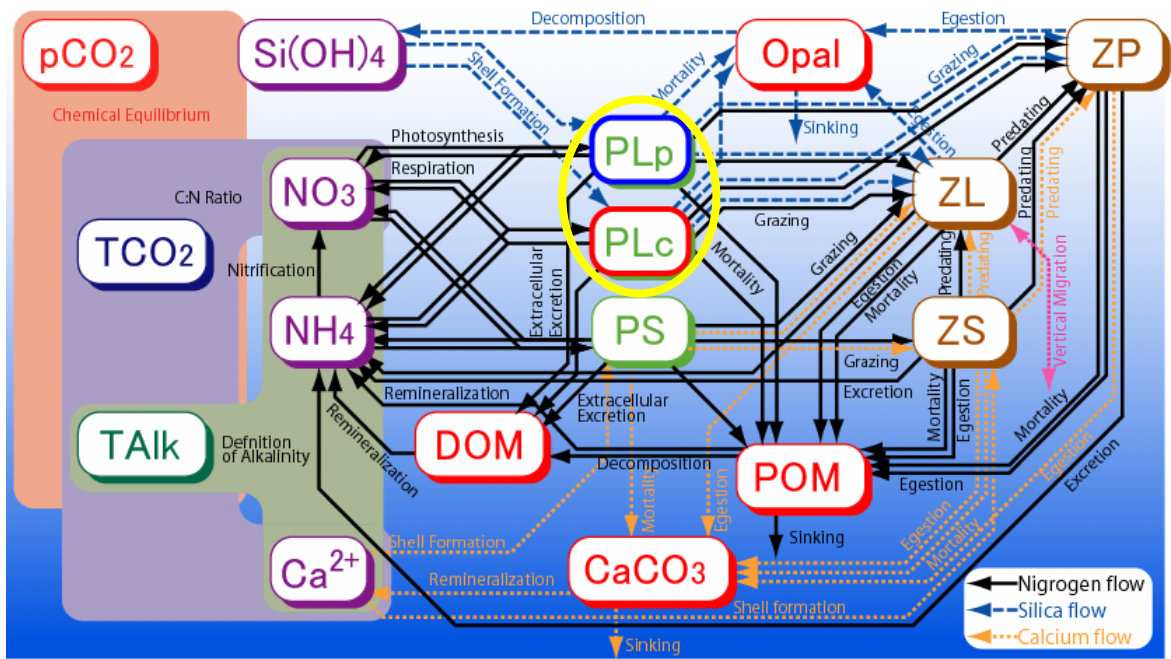 pCO2
Si(OH)4
Decomposition
Opal
Egestion
ZP
Chemical Equilibrium
Shell Formation
Mortality
Sinking
Grazing
Egestion
Predating
Photosynthesis
Respiration
PLp
NO3
C:N Ratio
ZL
Predating
Predating
TCO2
Nitrification
PLc
Grazing
Extracellular
Excretion
Mortality
Grazing
Egestion
Mortality
Predating
Predating
Vertical Migration
NH4
PS
ZS
Grazing
Remineralization
Extracellular
Excretion
Excretion
Mortality
Egestion
Mortality
Remineralization
TAlk
Defnition
of Alkalinity
DOM
Decomposition
POM
Egestion
Egestion
Excretion
Mortality
Egestion
Sinking
Egestion
Mortality
Shell Formation
Ca2+
Remineralization
CaCO3
Shell formation
Sinking
Nigrogen flow
Silica flow
Calcium flow